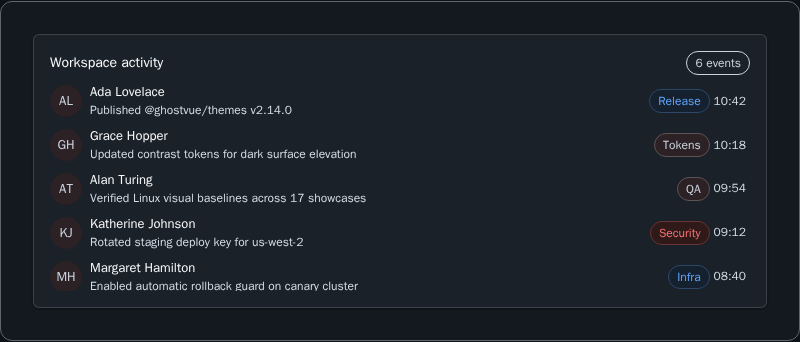 Workspace activity
6 events
AL
Ada Lovelace
Published @ghostvue/themes v2.14.0
Release
10:42
GH
Grace Hopper
Updated contrast tokens for dark surface elevation
Tokens
10:18
AT
Alan Turing
Verified Linux visual baselines across 17 showcases
QA
09:54
KJ
Katherine Johnson
Rotated staging deploy key for us-west-2
Security
09:12
MH
Margaret Hamilton
Enabled automatic rollback guard on canary cluster
Infra
08:40